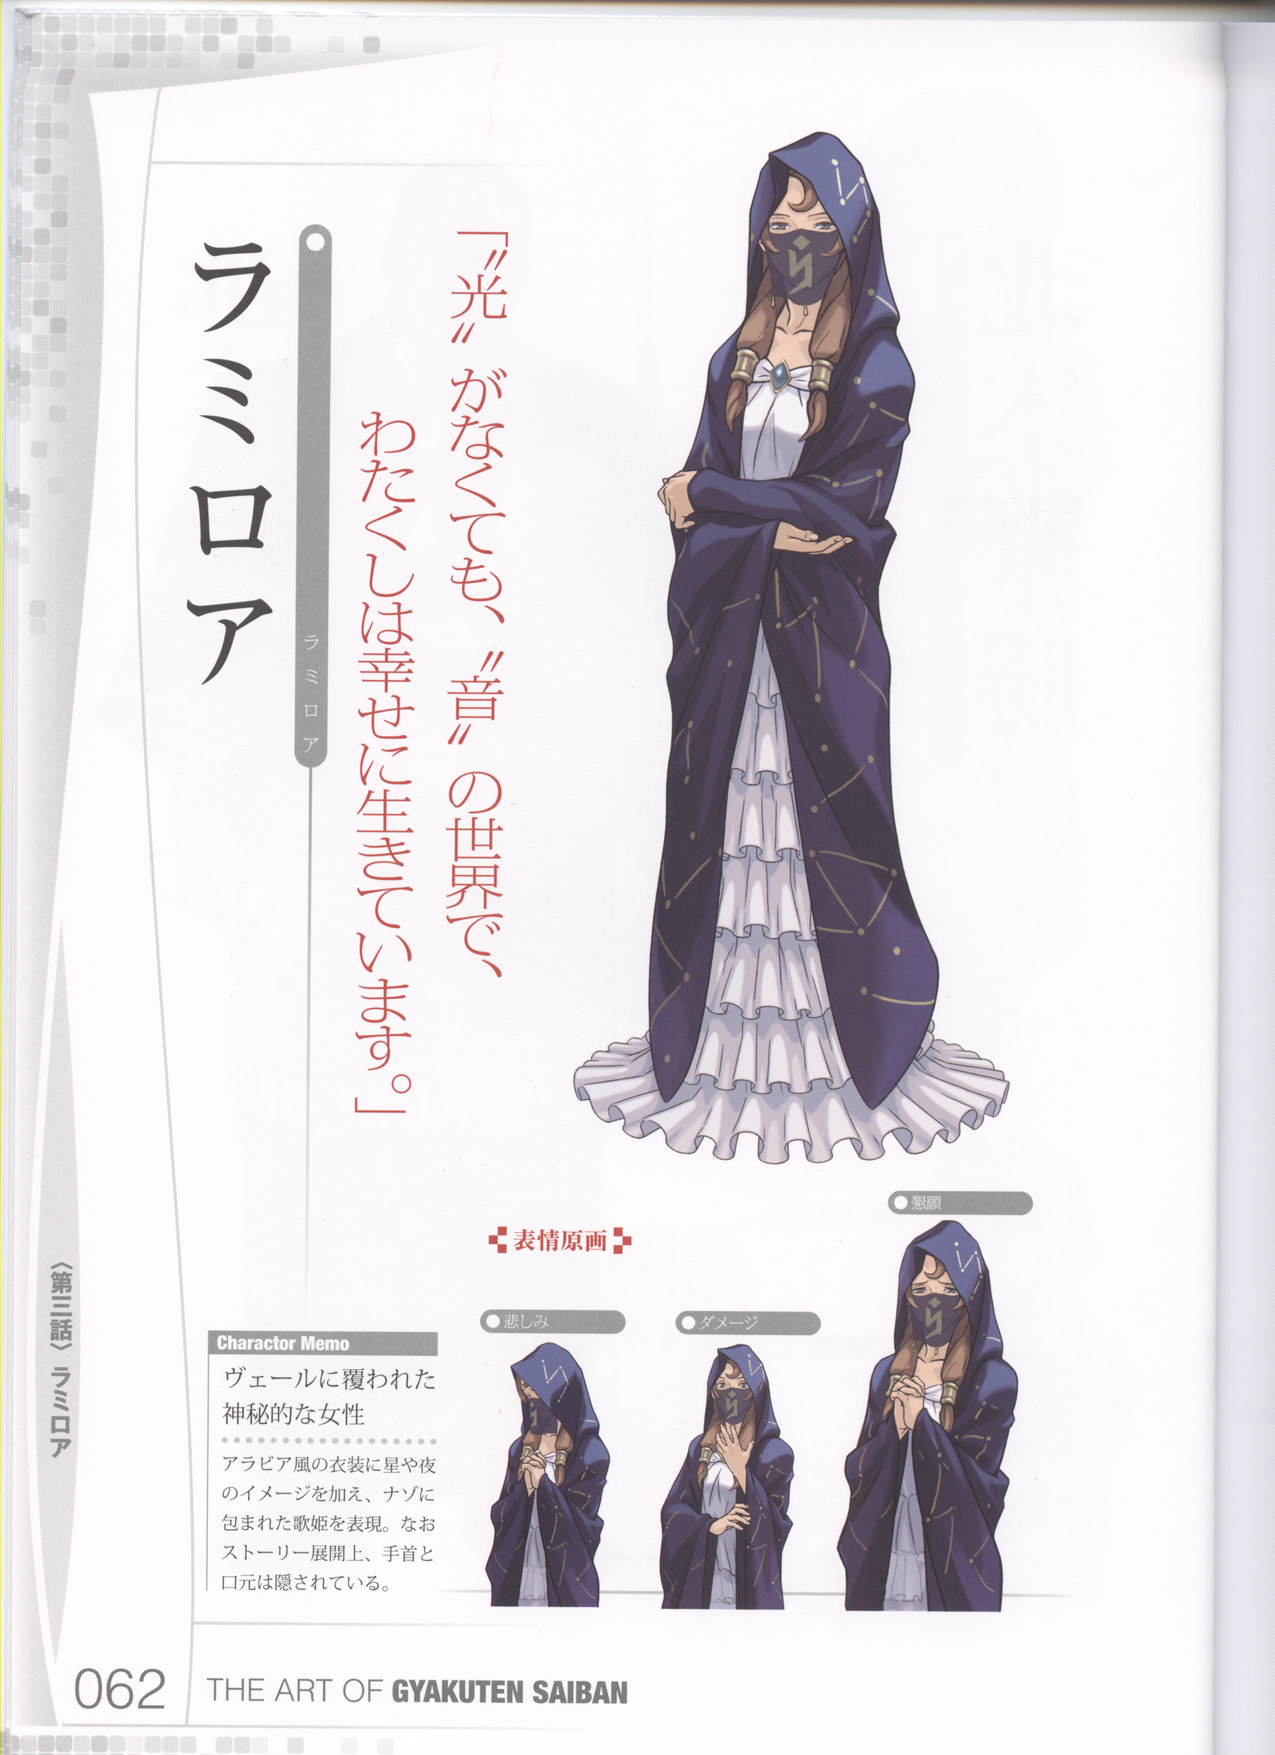 ラミロア
ラミロア
「〝光〟がなくても、〝音〟の世界で、
わたくしは幸せに生きています。」
懇願
表情原画
悲しみ
ダメージ
Charactor Memo
ヴェールに覆われた
神秘的な女性
アラビア風の衣装に星や夜
のイメージを加え、ナゾに
包まれた歌姫を表現。なお
ストーリー展開上、手首と
口元は隠されている。
〈第三話〉ラミロア
062
THE ART OF GYAKUTEN SAIBAN